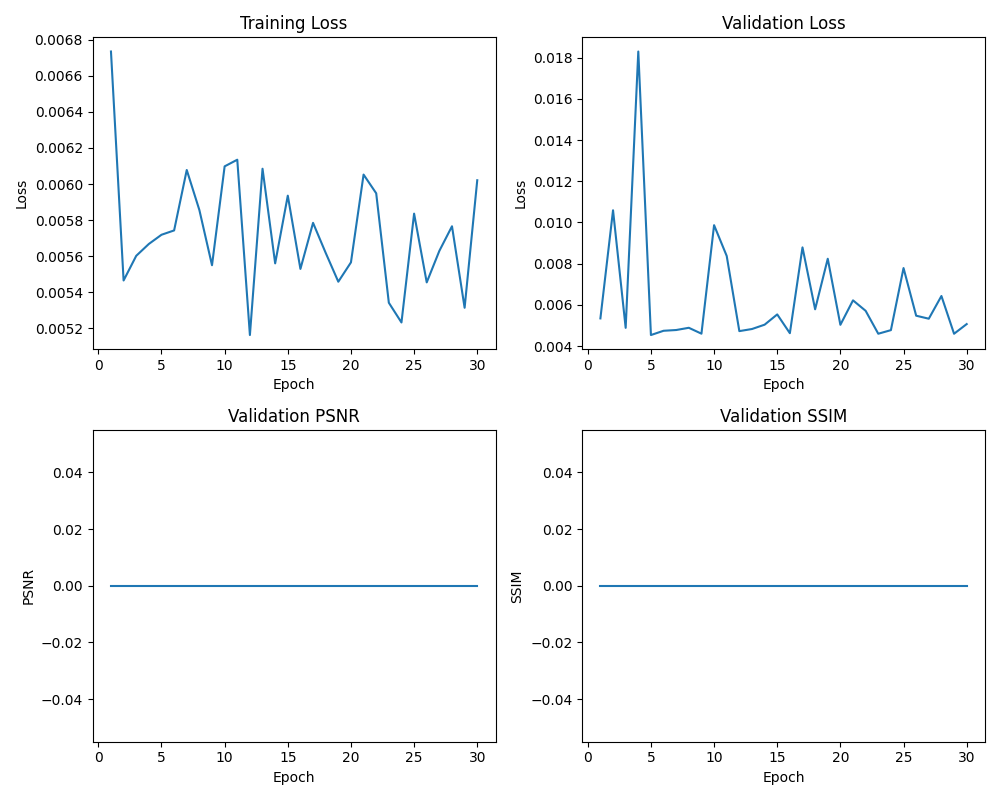 Training Loss
0.0068
0.0066
0.0064
0.0062
0.0060
0.0058
0.0056
0.0054
0.0052
Loss
0 5 10 15 20 25 30
Epoch
Validation Loss
0.018
0.016
0.014
0.012
0.010
0.008
0.006
0.004
Loss
0 5 10 15 20 25 30
Epoch
Validation PSNR
0.04
0.02
0.00
−0.02
−0.04
PSNR
0 5 10 15 20 25 30
Epoch
Validation SSIM
0.04
0.02
0.00
−0.02
−0.04
SSIM
0 5 10 15 20 25 30
Epoch